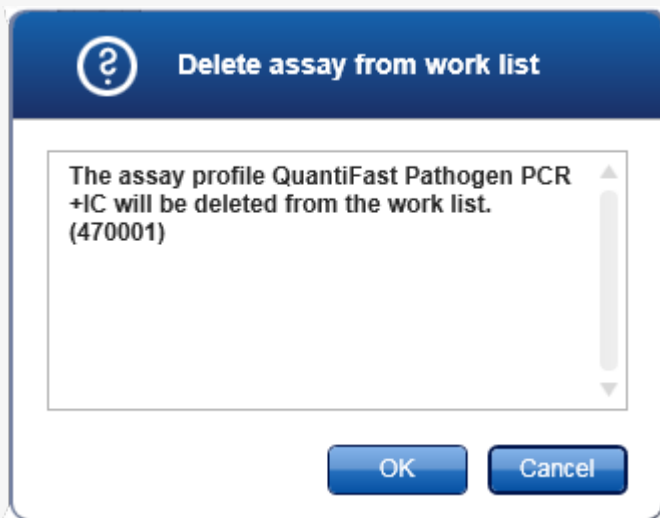 Delete assay from work list
The assay profile QuantiFast Pathogen PCR
+IC will be deleted from the work list.
(470001)
OK Cancel